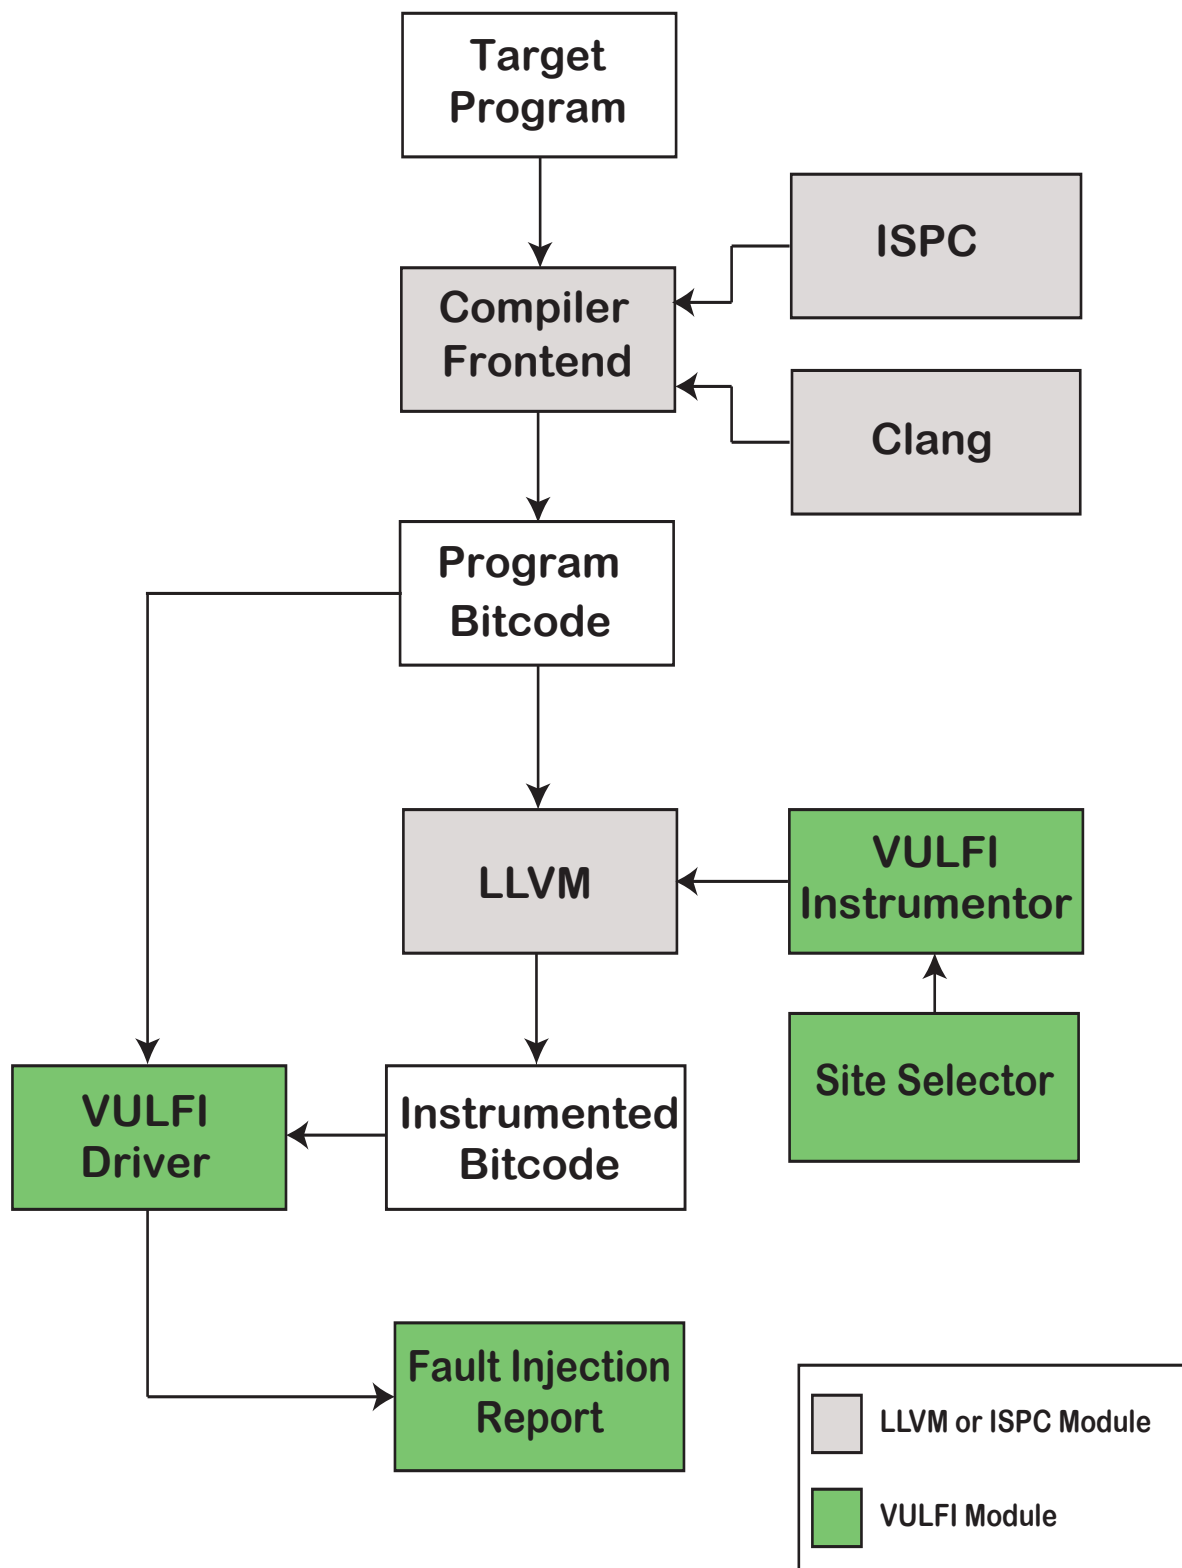 Target
Program
ISPC
Compiler
Frontend
Clang
Program
Bitcode
LLVM
VULFI
Instrumentor
Site Selector
VULFI
Driver
Instrumented
Bitcode
Fault Injection
Report
LLVM or ISPC Module
VULFI Module